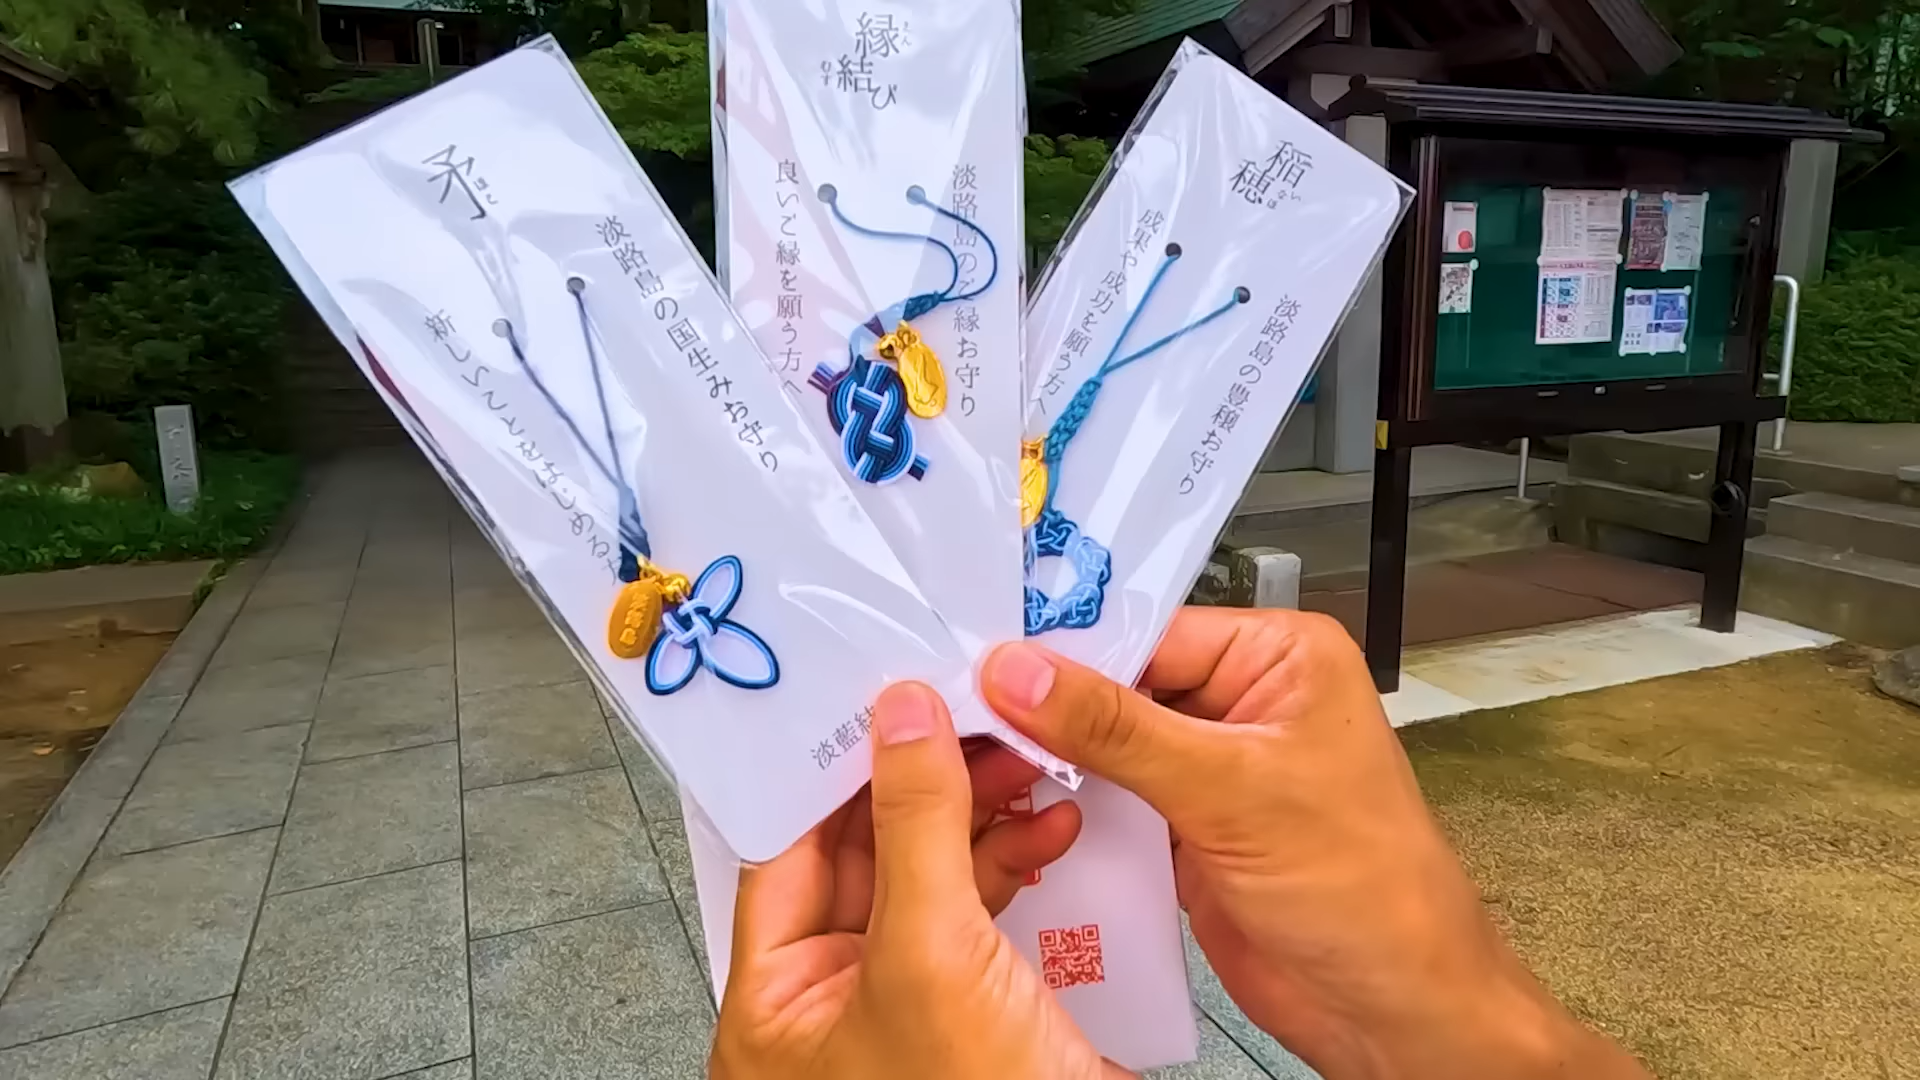 矛
ほこ
淡路島の国生みお守り
新しいことをはじめる方
淡藍結
縁結び
えん
むす
淡路島のご縁お守り
良いご縁を願う方へ
稲穂
いな
ほ
淡路島の豊穣お守り
成果や成功を願う方へ
淡路島